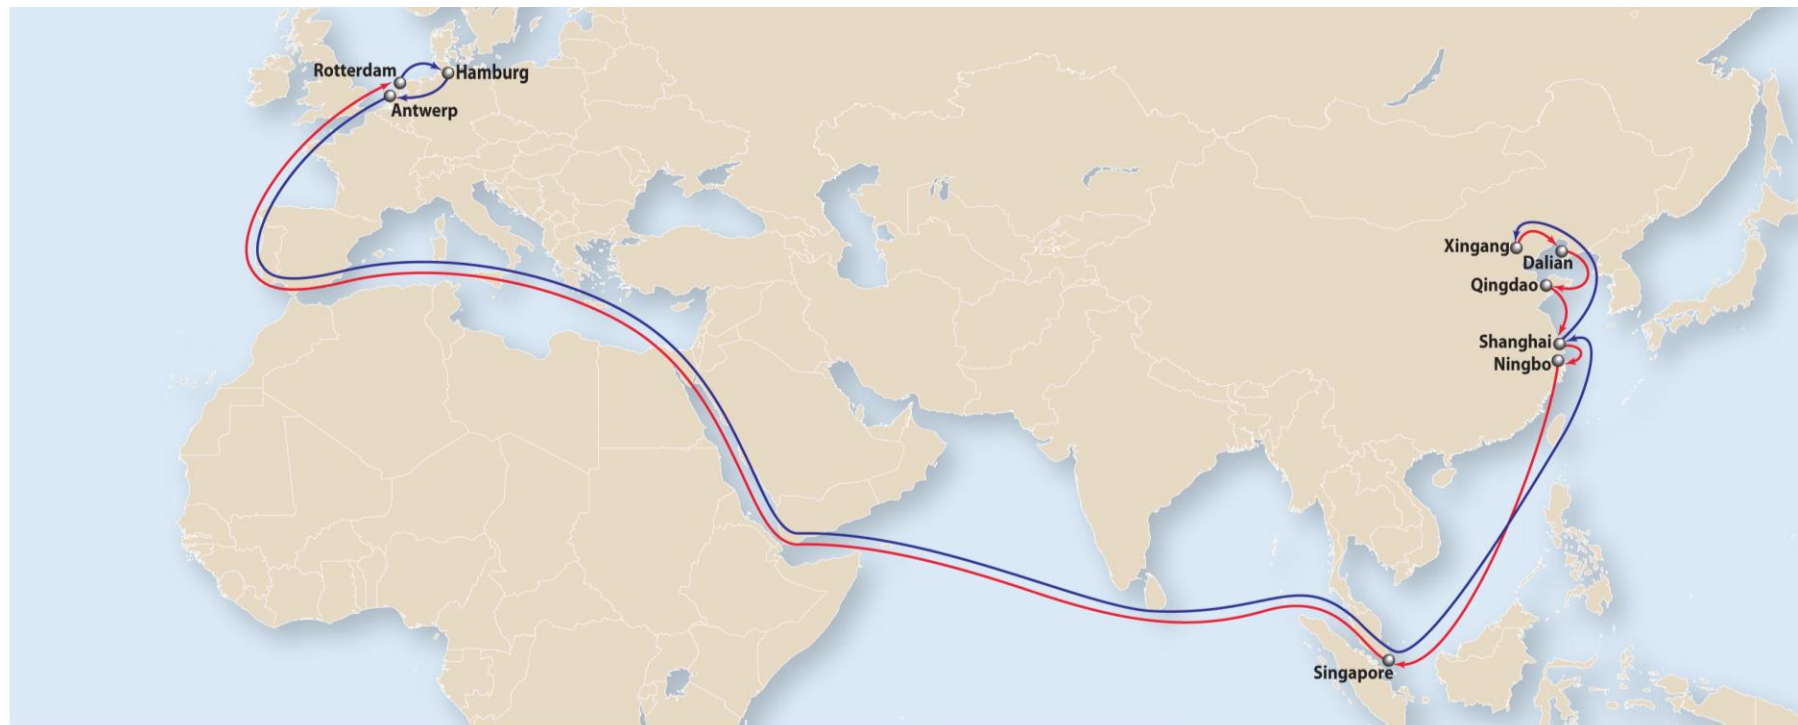 Rotterdam
Hamburg
Antwerp
Xingang
Dalian
Qingdao
Shanghai
Ningbo
Singapore